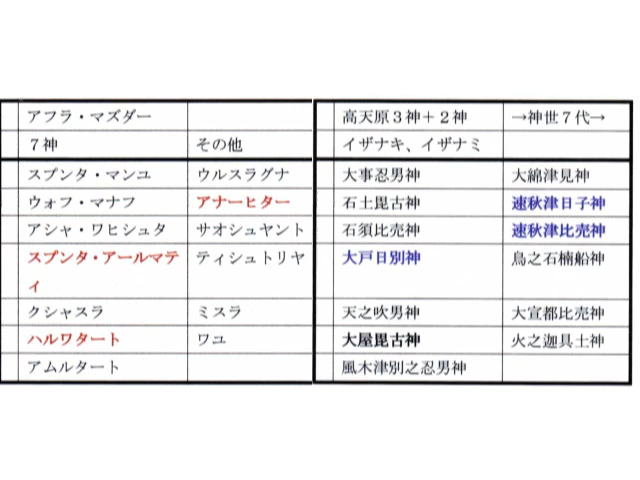 アフラ・マズダー
７神 その他
スプンタ・マンユ ウルスラグナ
ウォフ・マナフ アナーヒター
アシャ・ワヒシュタ サオシュヤント
スプンタ・アールマテ ティシュトリヤ
ィ
クシャスラ ミスラ
ハルワタート ワユ
アムルタート
高天原３神＋２神 →神世７代→
イザナキ、イザナミ
大事忍男神 大綿津見神
石土毘古神 速秋津日子神
石須比売神 速秋津比売神
大戸日別神 鳥之石楠船神
天之吹男神 大宣都比売神
大屋毘古神 火之迦具土神
風木津別之忍男神